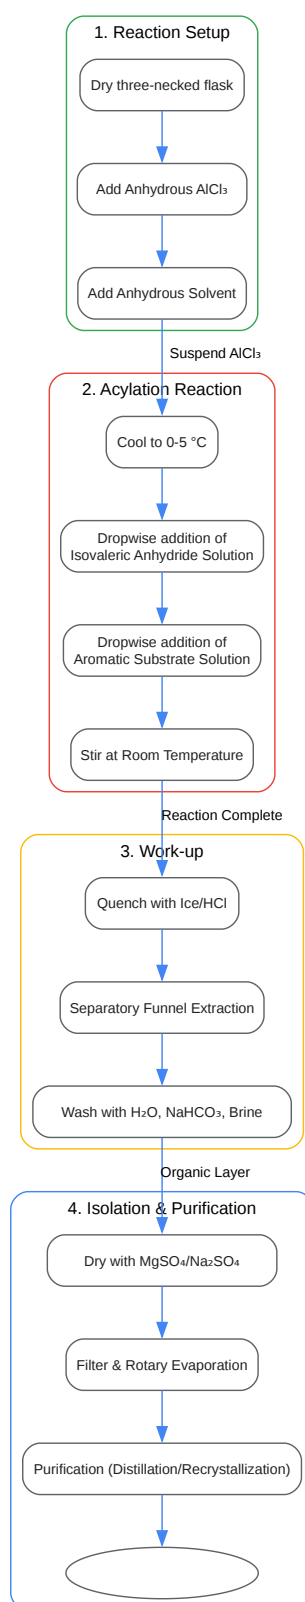 1. Reaction Setup
Dry three-necked flask
Add Anhydrous AlCl₃
Add Anhydrous Solvent
Suspend AlCl₃
2. Acylation Reaction
Cool to 0-5 °C
Dropwise addition of
Isovaleric Anhydride Solution
Dropwise addition of
Aromatic Substrate Solution
Stir at Room Temperature
Reaction Complete
3. Work-up
Quench with Ice/HCl
Separatory Funnel Extraction
Wash with H₂O, NaHCO₃, Brine
Organic Layer
4. Isolation & Purification
Dry with MgSO₄/Na₂SO₄
Filter & Rotary Evaporation
Purification (Distillation/Recrystallization)